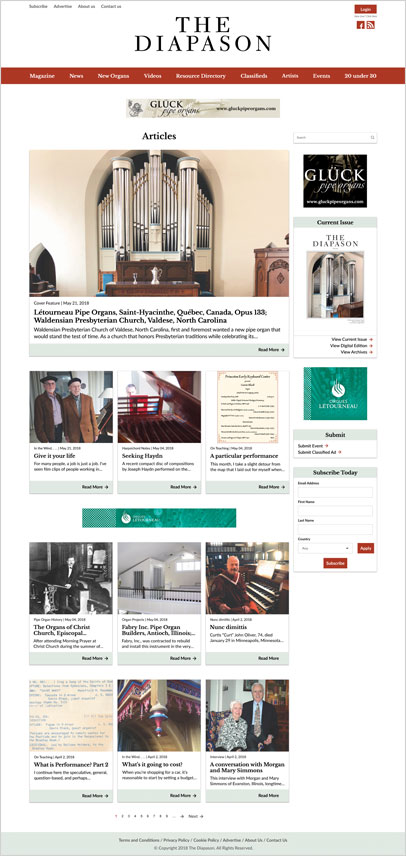 Subscribe Advertise About us Contact us
Login
THE
DIAPASON
Magazine News New Organs Videos Resource Directory Classifieds Artists Events 20 under 30
GLÜCK
pipe organs
www.gluckpipeorgans.com
Articles
Search
GLÜCK
pipe organs
www.gluckpipeorgans.com
Cover Feature | May 21, 2018
Létourneau Pipe Organs, Saint-Hyacinthe, Québec, Canada, Opus 133;
Waldensian Presbyterian Church, Valdese, North Carolina
Waldensian Presbyterian Church of Valdese, North Carolina, first and foremost wanted a new pipe organ that
would stand the test of time. As a church that honors Presbyterian traditions while celebrating its...
Read More
Current Issue
THE
DIAPASON
View Current Issue
View Digital Edition
View Archives
ORGUES
LÉTOURNEAU
Submit
Submit Event
Submit Classified Ad
Subscribe Today
Email Address
First Name
Last Name
Country
Any
Apply
Subscribe
In the Wind... | May 21, 2018
Give it your life
For many people, a job is just a job. I've
seen film clips of people working in...
Read More
Harpsichord Notes | May 04, 2018
Seeking Haydn
A recent compact disc of compositions
by Joseph Haydn performed on the...
Read More
On Teaching | May 04, 2018
A particular performance
This month, I take a slight detour from
the map that I laid out for myself when...
Read More
ORGUES
LÉTOURNEAU
Pipe Organ History | May 04, 2018
The Organs of Christ
Church, Episcopal...
After attending Morning Prayer at
Christ Church during the summer of...
Read More
Organ Projects | May 04, 2018
Fabry Inc. Pipe Organ
Builders, Antioch, Illinois;...
Fabry, Inc., was contracted to rebuild
and install this instrument in the very...
Read More
Nunc dimittis | April 2, 2018
Nunc dimittis
Curtis "Curt" John Oliver, 74, died
January 29 in Minneapolis, Minnesota...
Read More
On Teaching | April 2, 2018
What is Performance? Part 2
I continue here the speculative, general,
question-based, and perhaps...
Read More
In the Wind... | April 2, 2018
What's it going to cost?
When you're shopping for a car, it's
reasonable to start by setting a budget...
Read More
Interview | April 2, 2018
A conversation with Morgan
and Mary Simmons
This interview with Morgan and Mary
Simmons of Evanston, Illinois, longtime...
Read More
1 2 3 4 5 6 7 8 9 ... Next
Terms and Conditions / Privacy Policy / Cookie Policy / Advertise / About Us / Contact Us
© Copyright 2018 The Diapason. All Rights Reserved.